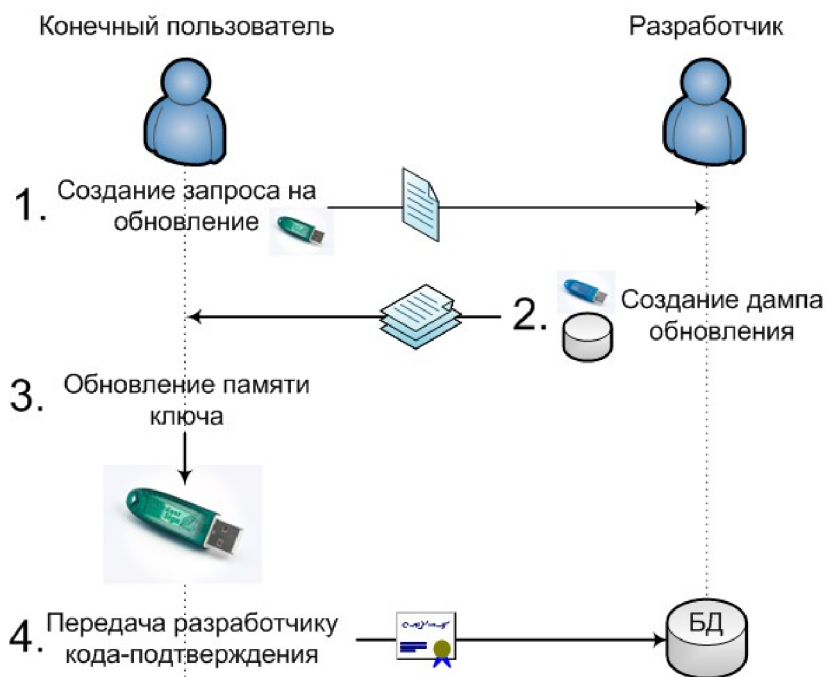 Конечный пользователь
Разработчик
1. Создание запроса на
обновление
2. Создание дампа
обновления
3. Обновление памяти
ключа
4. Передача разработчику
кода-подтверждения
БД